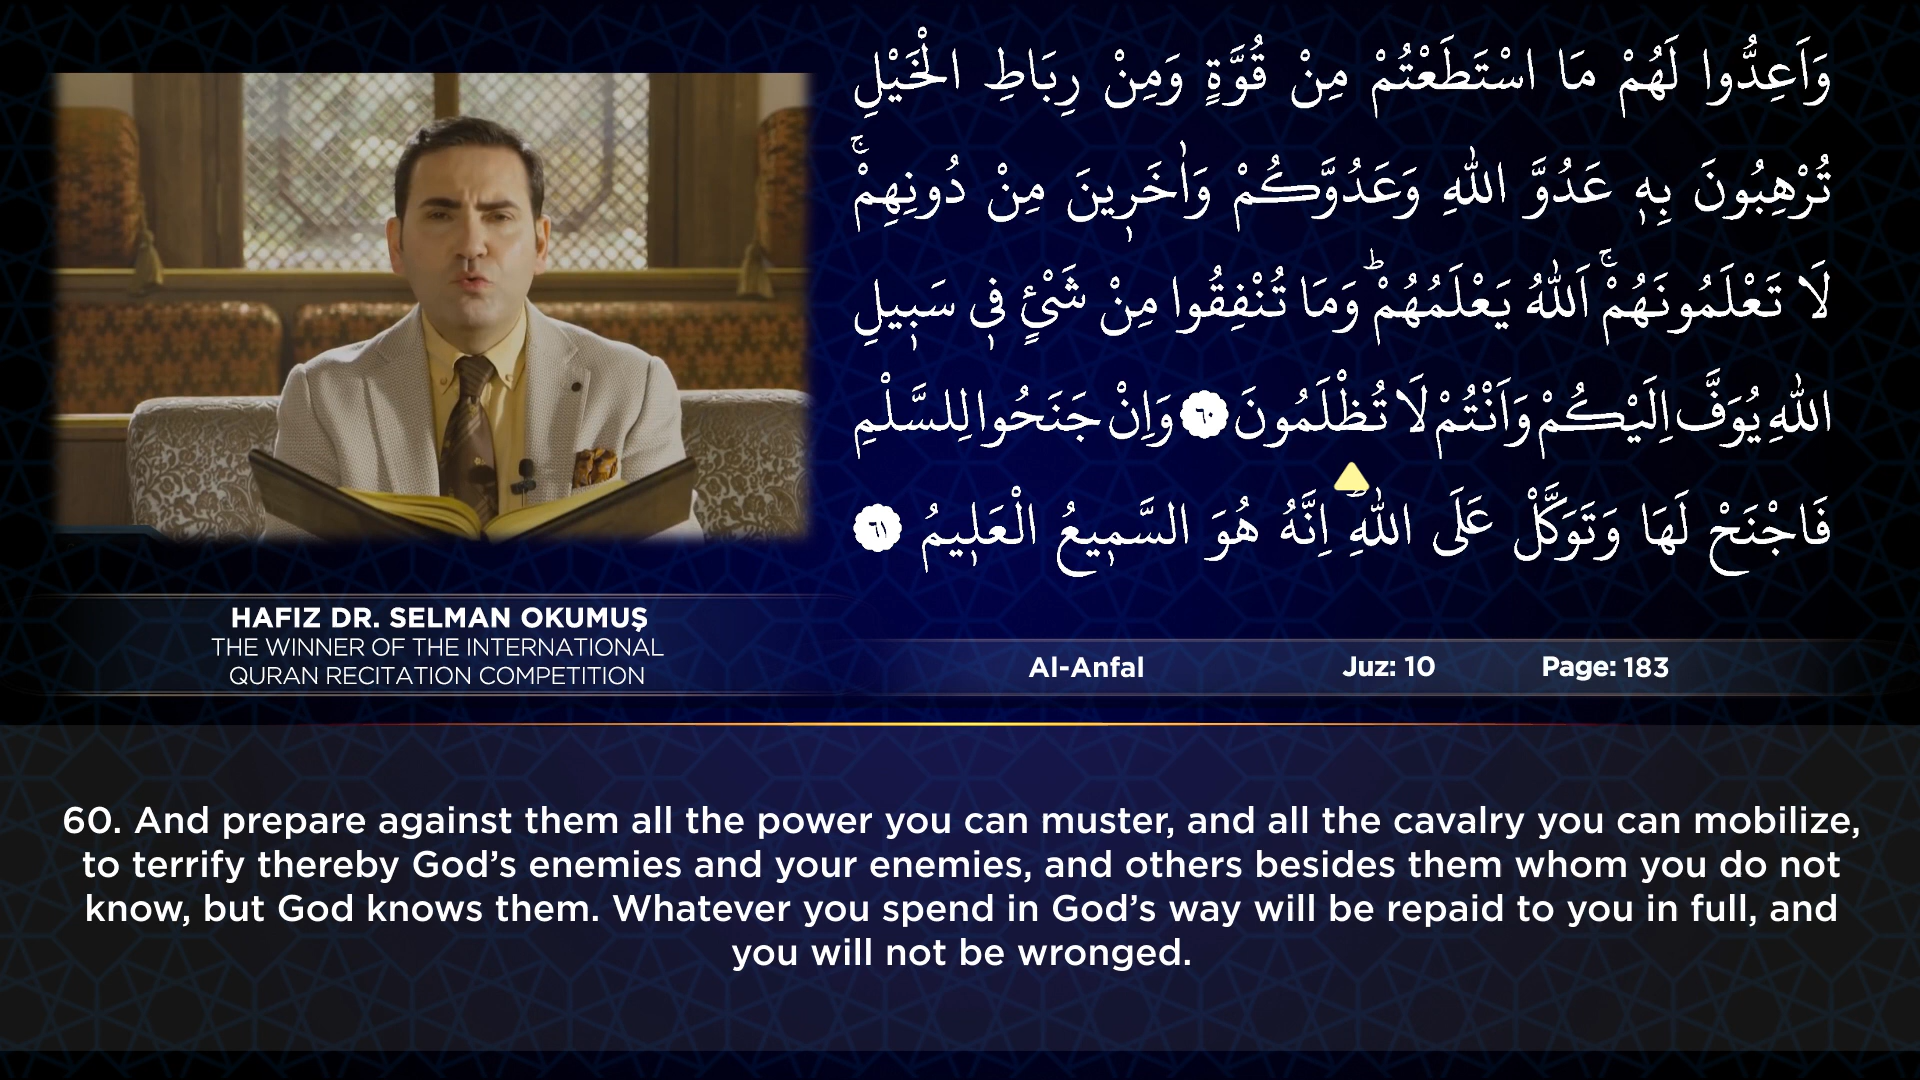 وَاَعِدُّوا لَهُمْ مَا اسْتَطَعْتُمْ مِنْ قُوَّةٍ وَمِنْ رِبَاطِ الْخَيْلِ
تُرْهِبُونَ بِهٖ عَدُوَّ اللّٰهِ وَعَدُوَّكُمْ وَاٰخَرٖينَ مِنْ دُونِهِمْۚ
لَا تَعْلَمُونَهُمْۚ اَللّٰهُ يَعْلَمُهُمْؕ وَمَا تُنْفِقُوا مِنْ شَيْءٍ فٖي سَبٖيلِ
اللّٰهِ يُوَفَّ اِلَيْكُمْ وَاَنْتُمْ لَا تُظْلَمُونَ ٦٠ وَاِنْ جَنَحُوا لِلسَّلْمِ
فَاجْنَحْ لَهَا وَتَوَكَّلْ عَلَى اللّٰهِؕ اِنَّهُ هُوَ السَّمٖيعُ الْعَلٖيمُ ٦١
HAFIZ DR. SELMAN OKUMUŞ
THE WINNER OF THE INTERNATIONAL
QURAN RECITATION COMPETITION
Al-Anfal Juz: 10 Page: 183
60. And prepare against them all the power you can muster, and all the cavalry you can mobilize,
to terrify thereby God’s enemies and your enemies, and others besides them whom you do not
know, but God knows them. Whatever you spend in God’s way will be repaid to you in full, and
you will not be wronged.